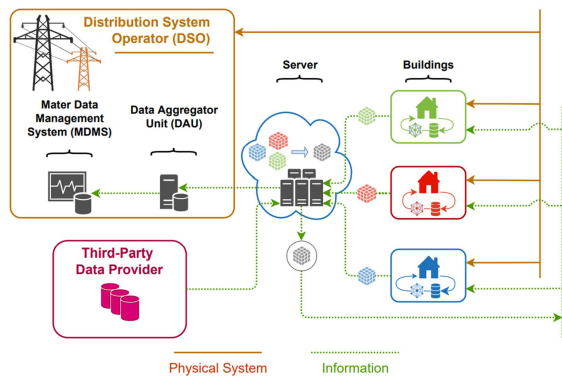 Distribution System
Operator (DSO)
Server
Buildings
Mater Data
Management
System (MDMS)
Data Aggregator
Unit (DAU)
Third-Party
Data Provider
Physical System
Information